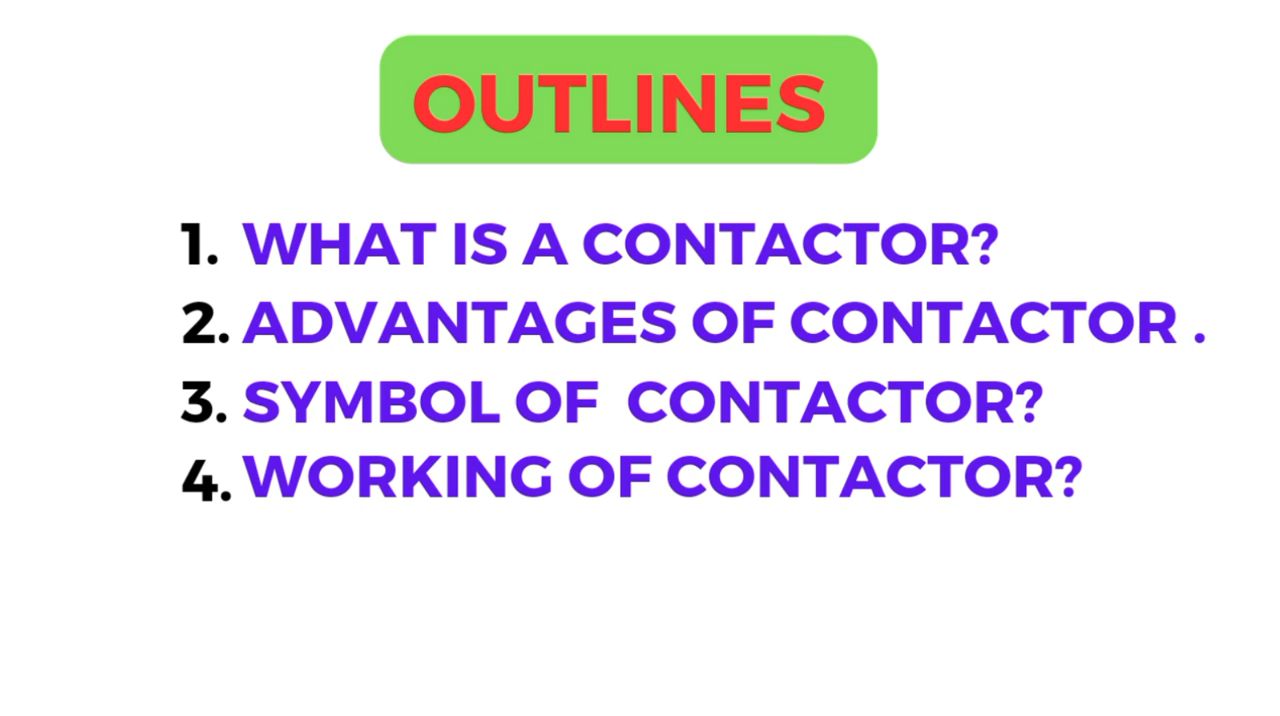 OUTLINES
1. WHAT IS A CONTACTOR?
2. ADVANTAGES OF CONTACTOR .
3. SYMBOL OF CONTACTOR?
4. WORKING OF CONTACTOR?